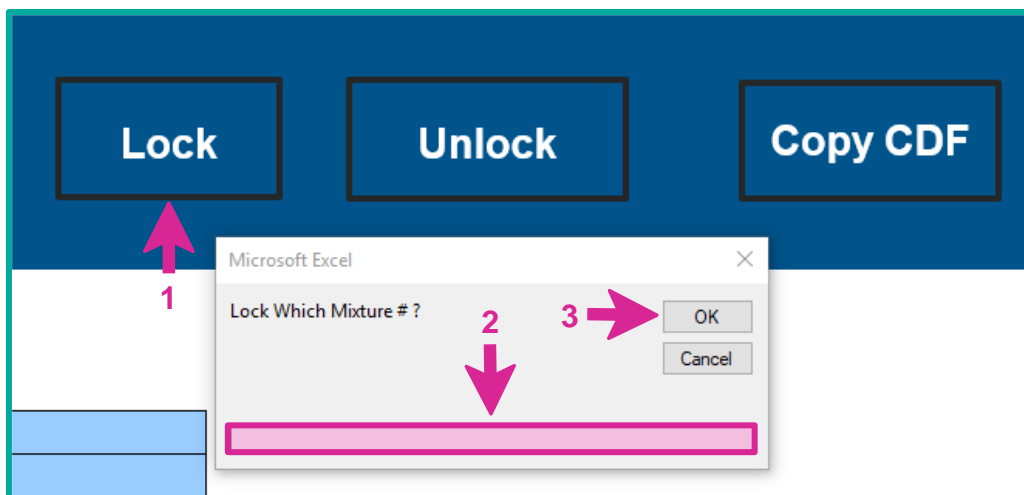 Lock
Unlock
Copy CDF
1
Microsoft Excel
Lock Which Mixture # ?
2
3
OK
Cancel